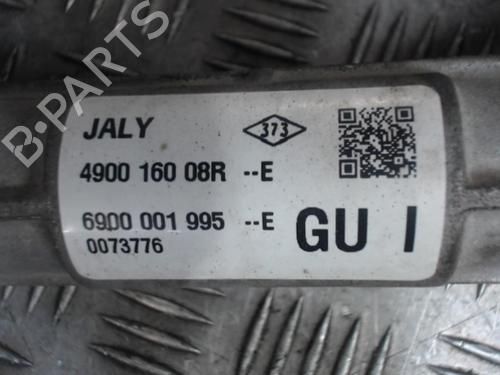 B-PARTS
JALY
373
4900 160 08R --E
6900 001 995 --E
0073776
GU I